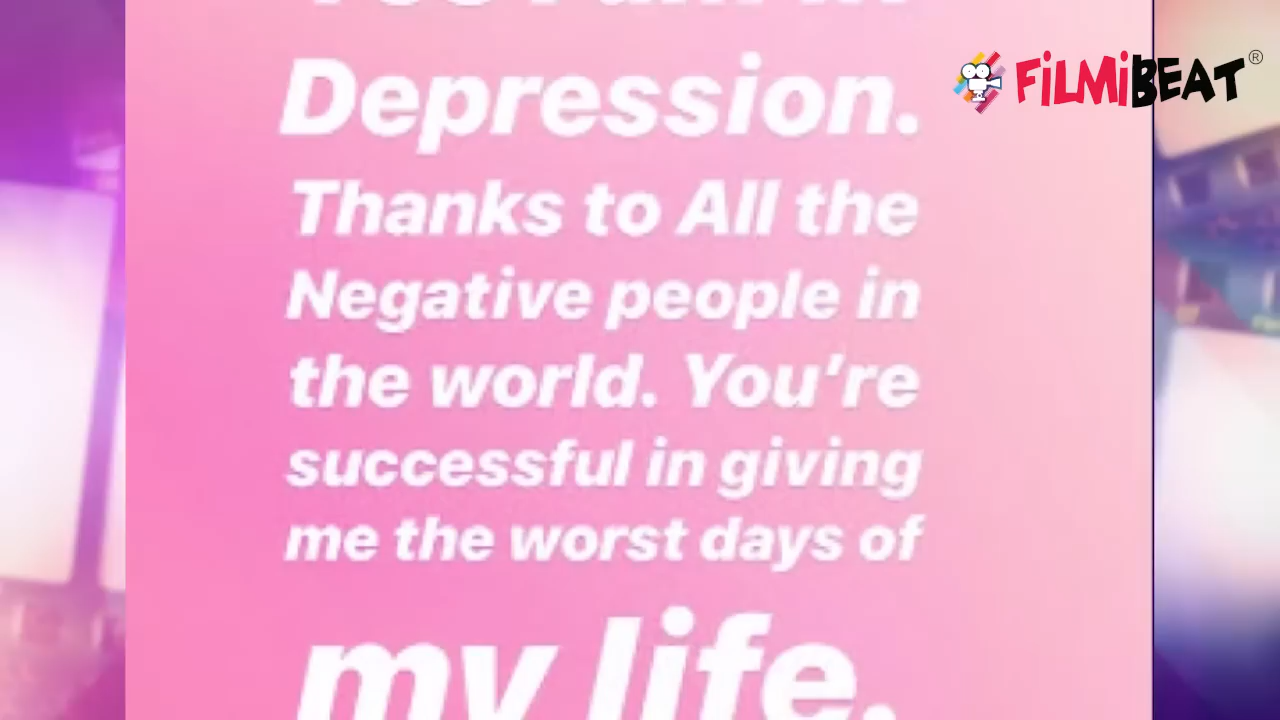 Depression.
Thanks to All the
Negative people in
the world. You’re
successful in giving
me the worst days of
my life.
FiLMiBEAT®